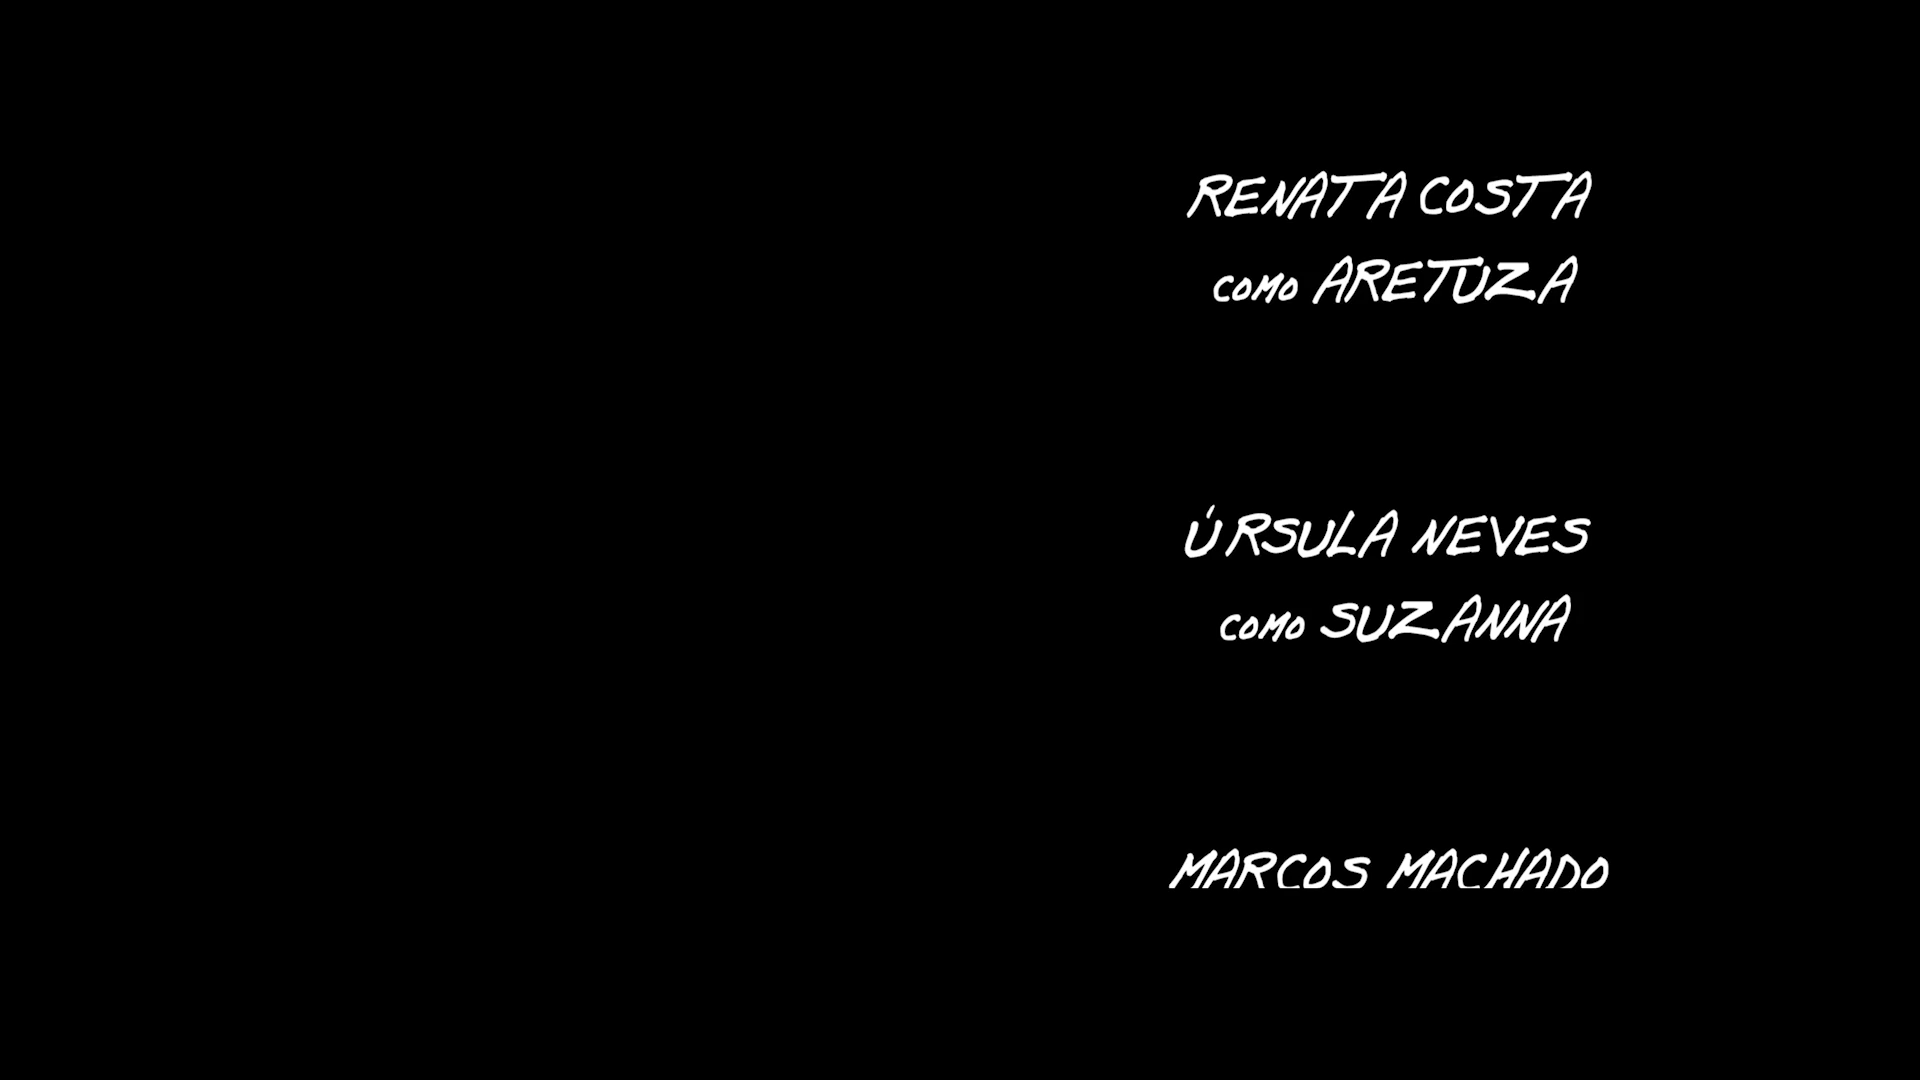 RENATA COSTA
como ARETUZA
ÚRSULA NEVES
como SUZANNA
MARCOS MACHADO